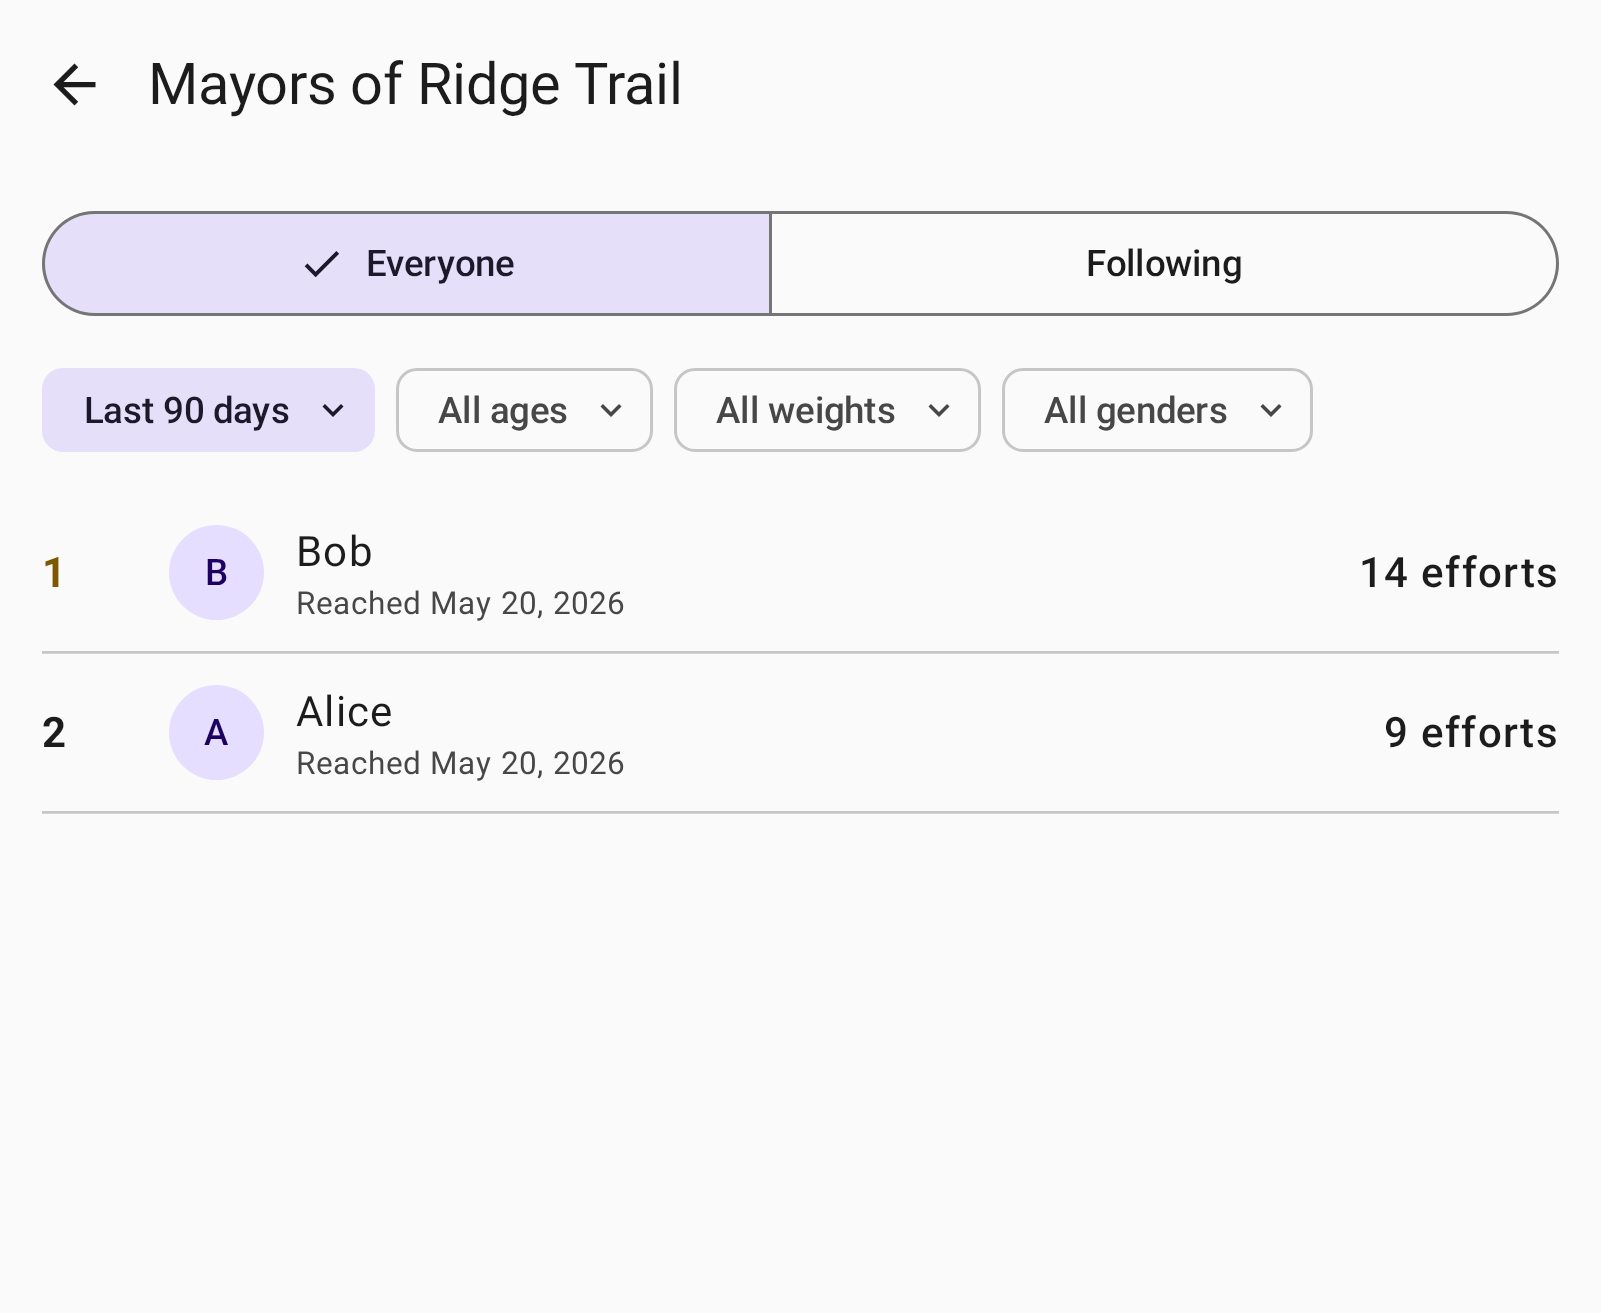 Mayors of Ridge Trail
Everyone
Following
Last 90 days
All ages
All weights
All genders
1
B
Bob
Reached May 20, 2026
14 efforts
2
A
Alice
Reached May 20, 2026
9 efforts